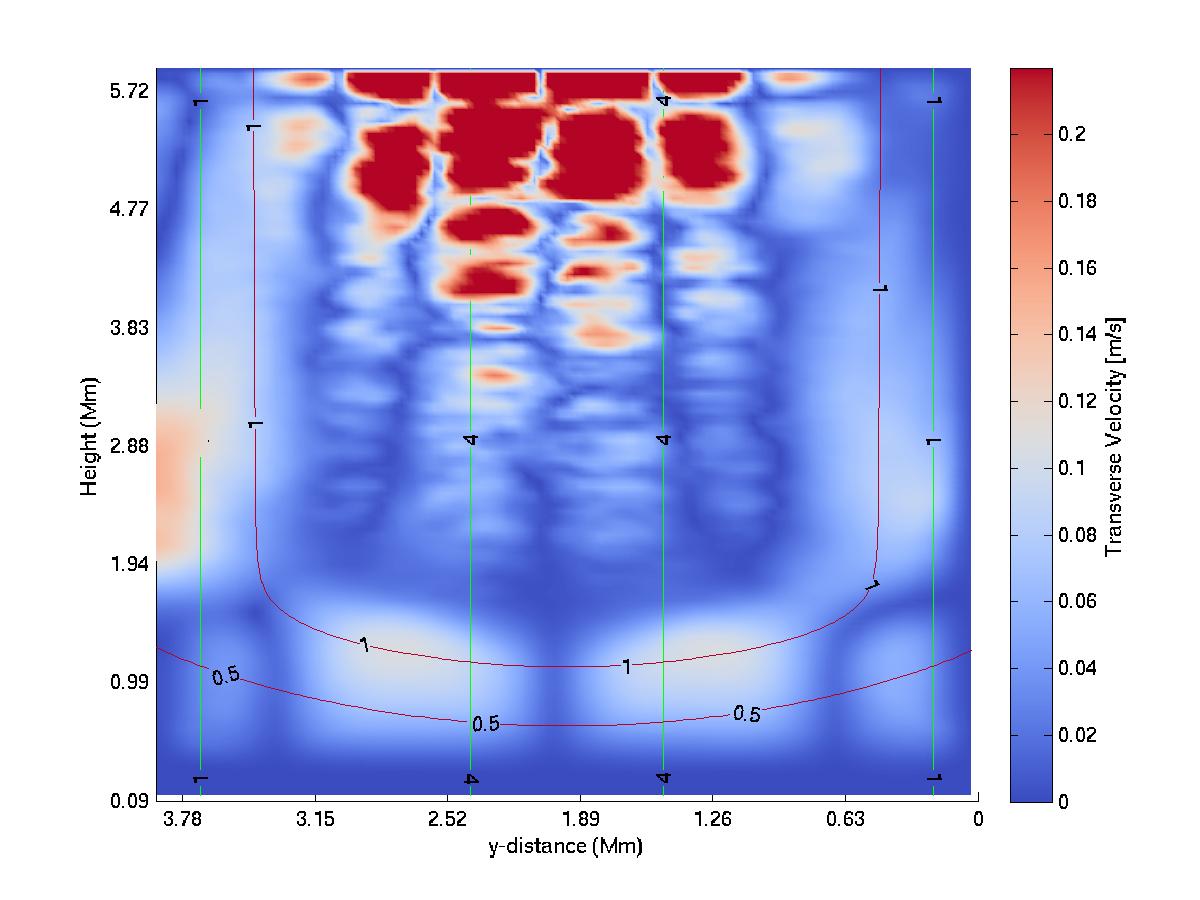 5.72
4.77
3.83
2.88
1.94
0.99
0.09
Height (Mm)
3.78 3.15 2.52 1.89 1.26 0.63 0
y-distance (Mm)
1 1 4 1
1
1
1 4 4 1
1
1 1
0.5 0.5 0.5
1 4 4 1
0.2
0.18
0.16
0.14
0.12
0.1
0.08
0.06
0.04
0.02
0
Transverse Velocity [m/s]